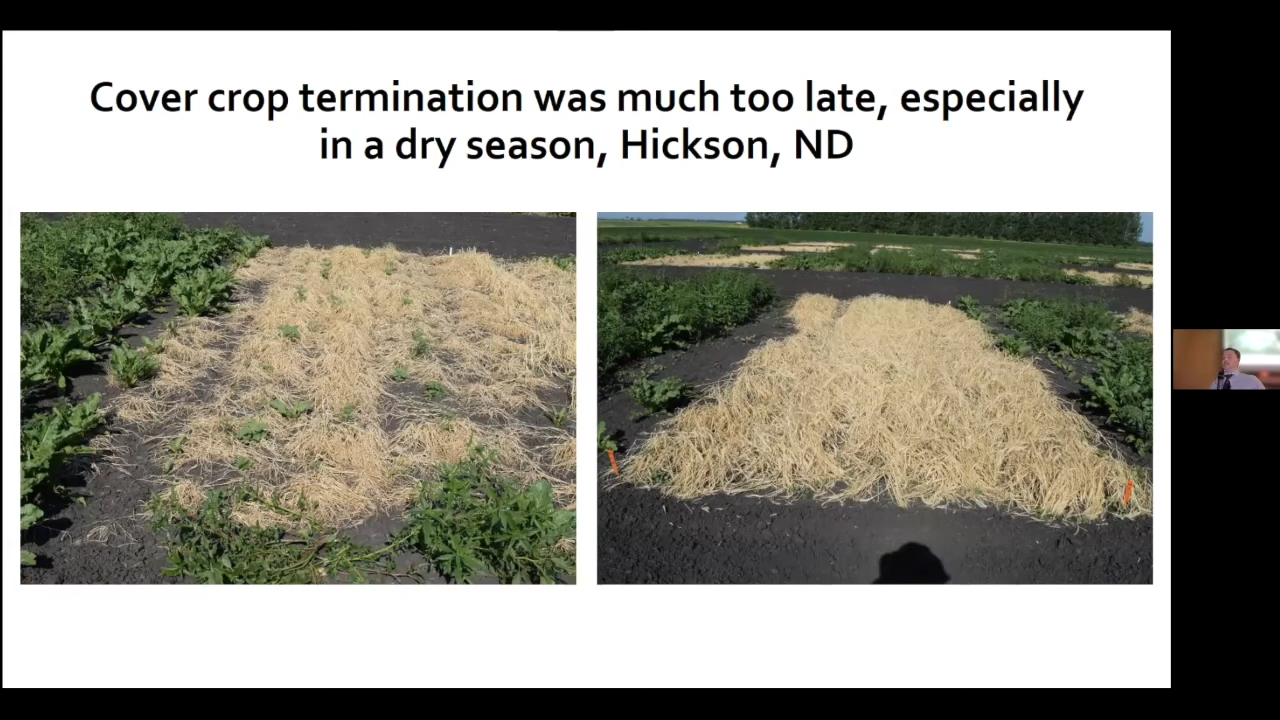 Cover crop termination was much too late, especially
in a dry season, Hickson, ND